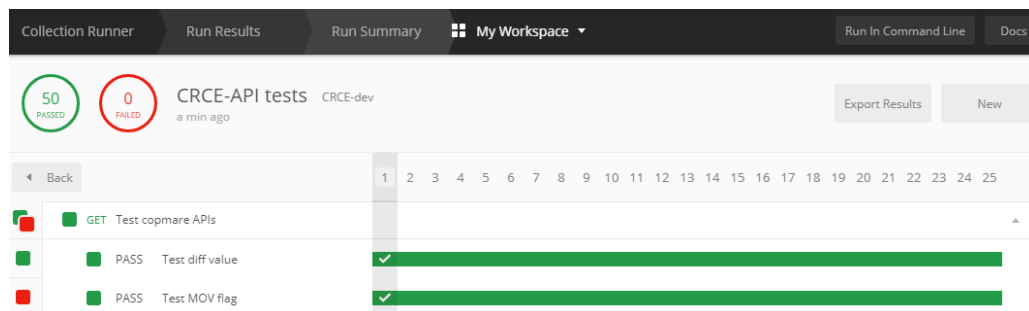 Collection Runner Run Results Run Summary My Workspace Run In Command Line Docs
50 PASSED 0 FAILED CRCE-API tests CRCE-dev
a min ago
Export Results New
Back 1 2 3 4 5 6 7 8 9 10 11 12 13 14 15 16 17 18 19 20 21 22 23 24 25
GET Test copmare APIs
PASS Test diff value
PASS Test MOV flag